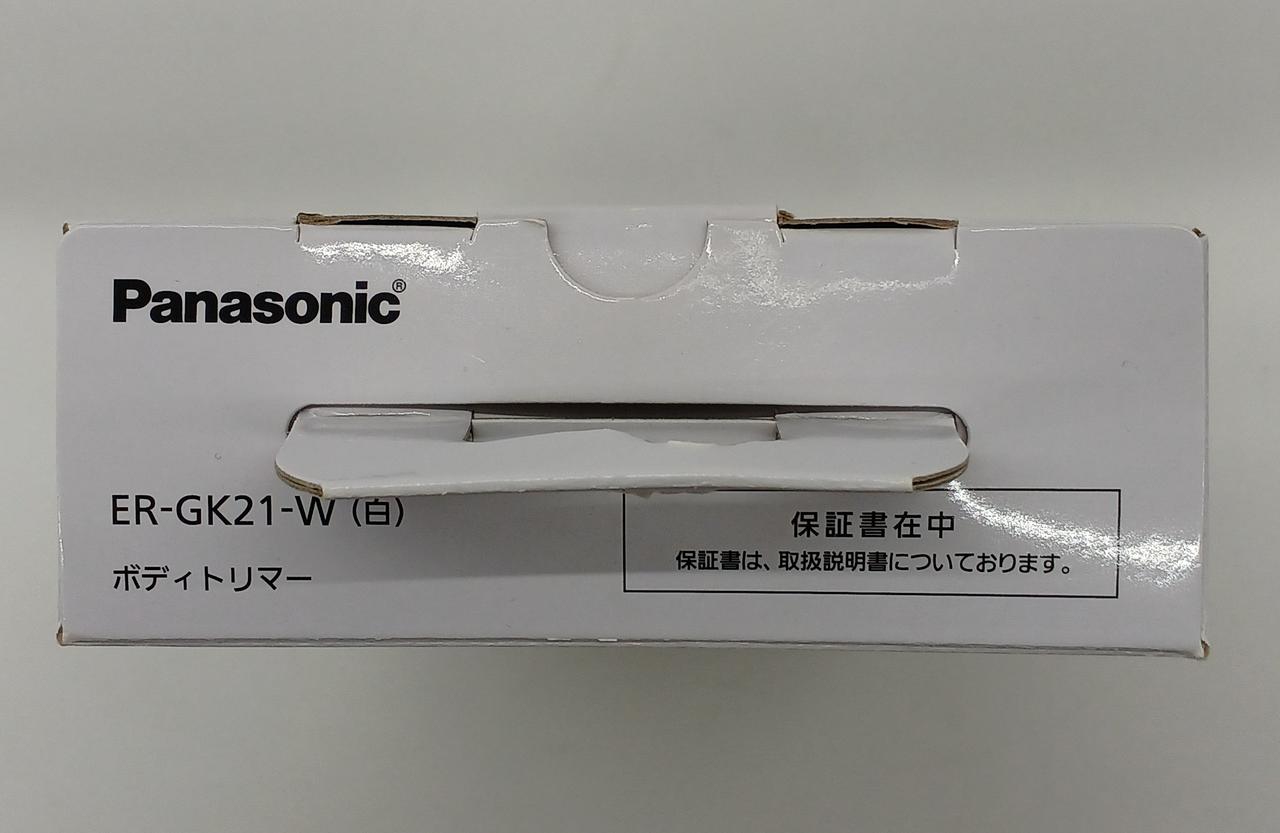 Panasonic®
ER-GK21-W（白）
ボディトリマー
保証書在中
保証書は、取扱説明書についております。